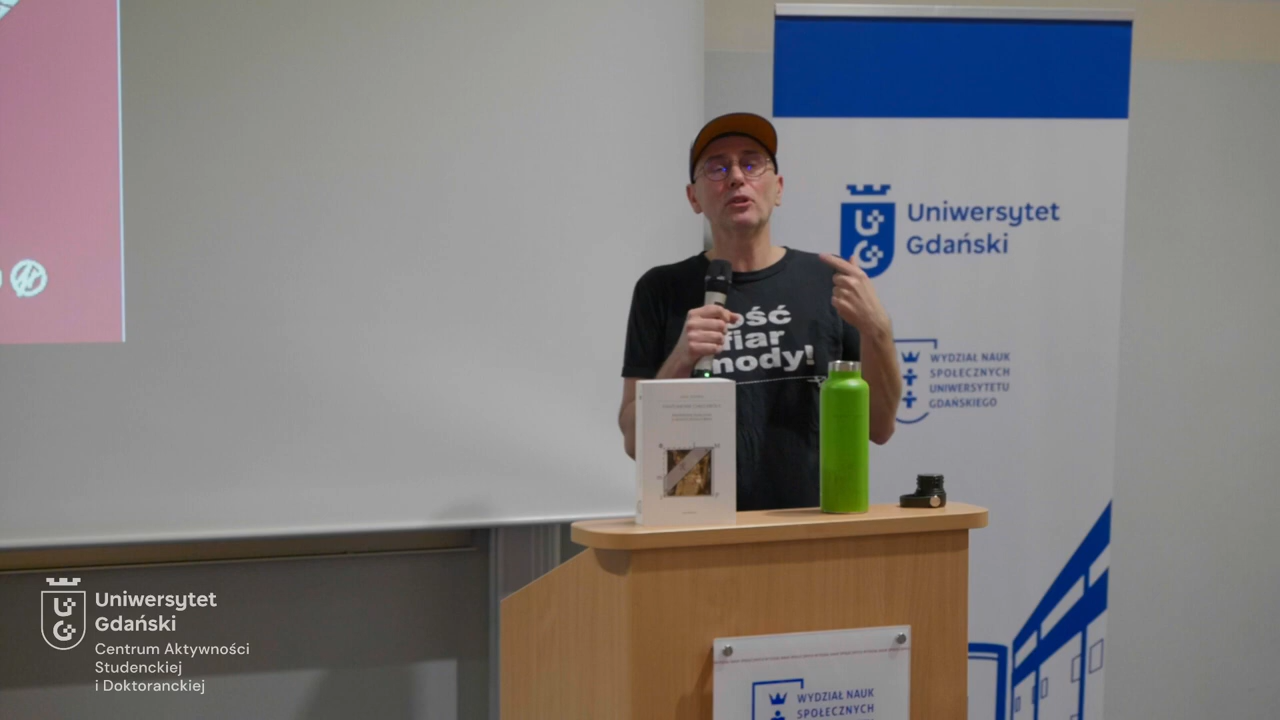 Uniwersytet
Gdański
WYDZIAŁ NAUK
SPOŁECZNYCH
UNIWERSYTETU
GDAŃSKIEGO
ość
fiar
mody!
WYDZIAŁ NAUK
SPOŁECZNYCH
Uniwersytet
Gdański
Centrum Aktywności
Studenckiej
i Doktoranckiej